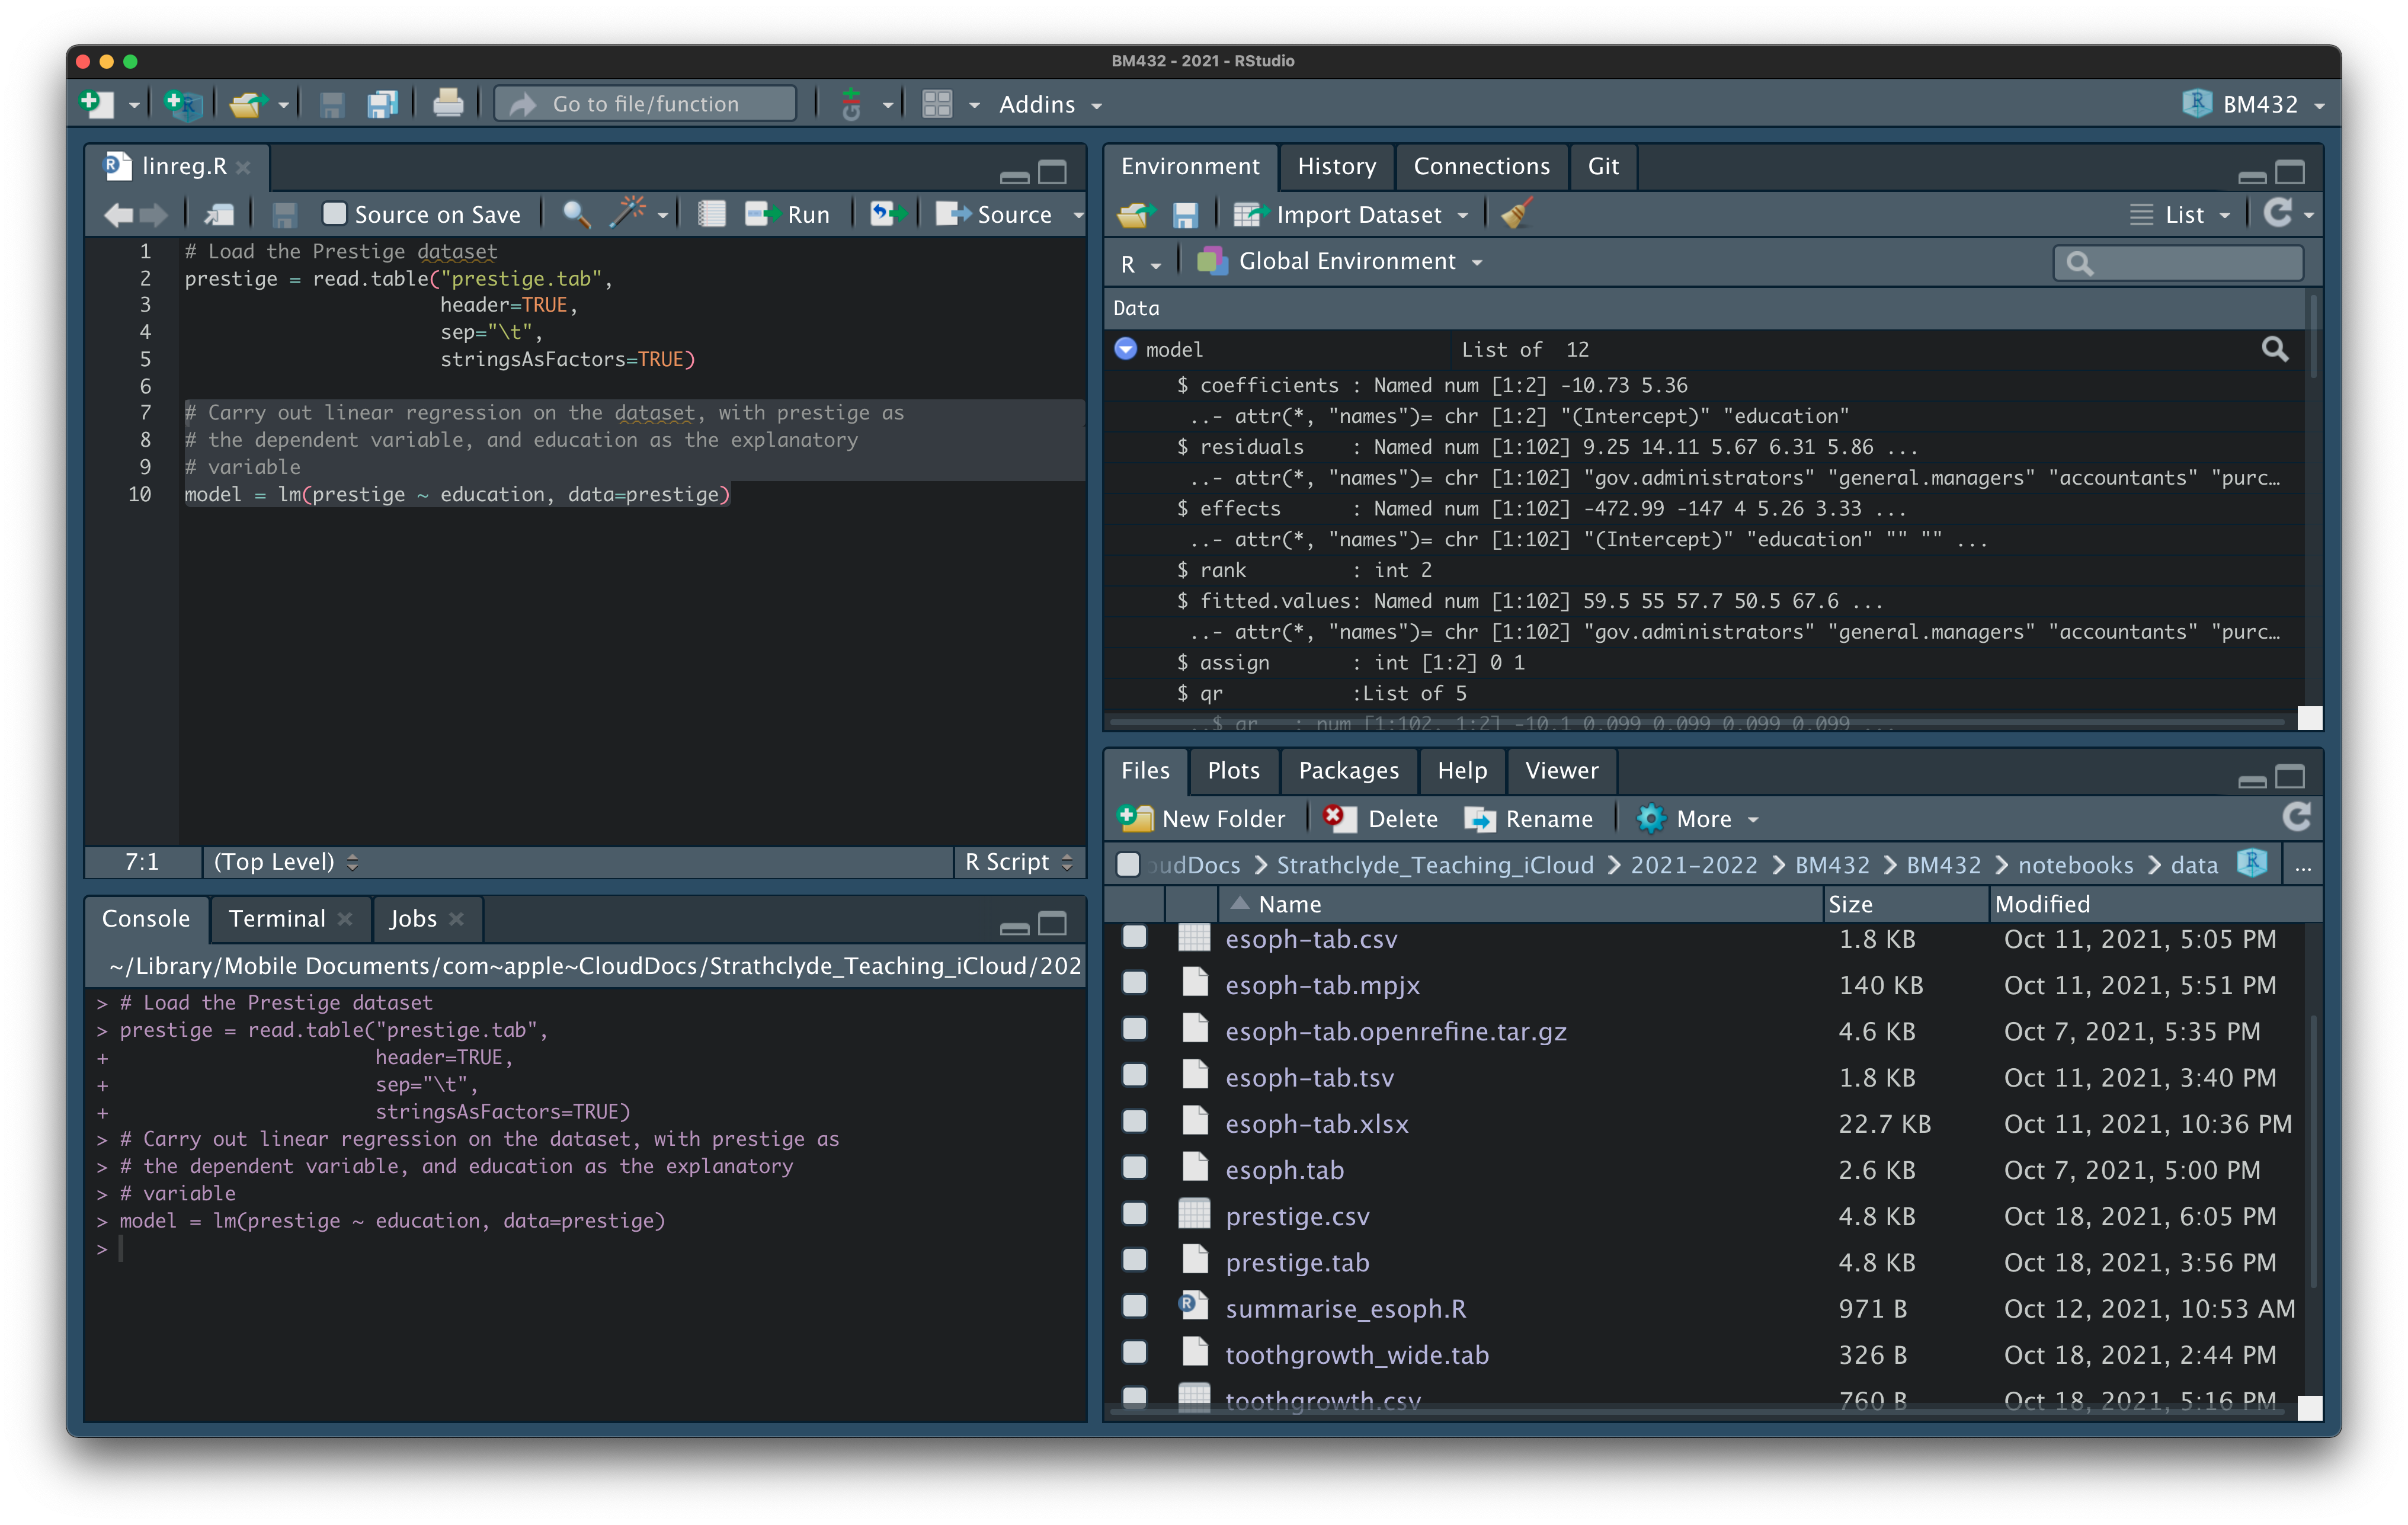 BM432 - 2021 - RStudio
Go to file/function
Addins
BM432
linreg.R
Source on Save
Run
Source
1 # Load the Prestige dataset
2 prestige = read.table("prestige.tab",
3 header=TRUE,
4 sep="\t",
5 stringsAsFactors=TRUE)
6
7 # Carry out linear regression on the dataset, with prestige as
8 # the dependent variable, and education as the explanatory
9 # variable
10 model = lm(prestige ~ education, data=prestige)
7:1 (Top Level) R Script
Console Terminal Jobs
~/Library/Mobile Documents/com~apple~CloudDocs/Strathclyde_Teaching_iCloud/202
> # Load the Prestige dataset
> prestige = read.table("prestige.tab",
+ header=TRUE,
+ sep="\t",
+ stringsAsFactors=TRUE)
> # Carry out linear regression on the dataset, with prestige as
> # the dependent variable, and education as the explanatory
> # variable
> model = lm(prestige ~ education, data=prestige)
>
Environment History Connections Git
Import Dataset List
R Global Environment
Data
model List of 12
$ coefficients : Named num [1:2] -10.73 5.36
..- attr(*, "names")= chr [1:2] "(Intercept)" "education"
$ residuals : Named num [1:102] 9.25 14.11 5.67 6.31 5.86 ...
..- attr(*, "names")= chr [1:102] "gov.administrators" "general.managers" "accountants" "purc...
$ effects : Named num [1:102] -472.99 -147 4 5.26 3.33 ...
..- attr(*, "names")= chr [1:102] "(Intercept)" "education" "" "" ...
$ rank : int 2
$ fitted.values: Named num [1:102] 59.5 55 57.7 50.5 67.6 ...
..- attr(*, "names")= chr [1:102] "gov.administrators" "general.managers" "accountants" "purc...
$ assign : int [1:2] 0 1
$ qr :List of 5
..$ qr : num [1:102, 1:2] -10.1 0.099 0.099 0.099 0.099 ...
Files Plots Packages Help Viewer
New Folder Delete Rename More
oudDocs Strathclyde_Teaching_iCloud 2021-2022 BM432 BM432 notebooks data ...
Name Size Modified
esoph-tab.csv 1.8 KB Oct 11, 2021, 5:05 PM
esoph-tab.mpjx 140 KB Oct 11, 2021, 5:51 PM
esoph-tab.openrefine.tar.gz 4.6 KB Oct 7, 2021, 5:35 PM
esoph-tab.tsv 1.8 KB Oct 11, 2021, 3:40 PM
esoph-tab.xlsx 22.7 KB Oct 11, 2021, 10:36 PM
esoph.tab 2.6 KB Oct 7, 2021, 5:00 PM
prestige.csv 4.8 KB Oct 18, 2021, 6:05 PM
prestige.tab 4.8 KB Oct 18, 2021, 3:56 PM
summarise_esoph.R 971 B Oct 12, 2021, 10:53 AM
toothgrowth_wide.tab 326 B Oct 18, 2021, 2:44 PM
toothgrowth.csv 760 B Oct 18, 2021, 5:16 PM